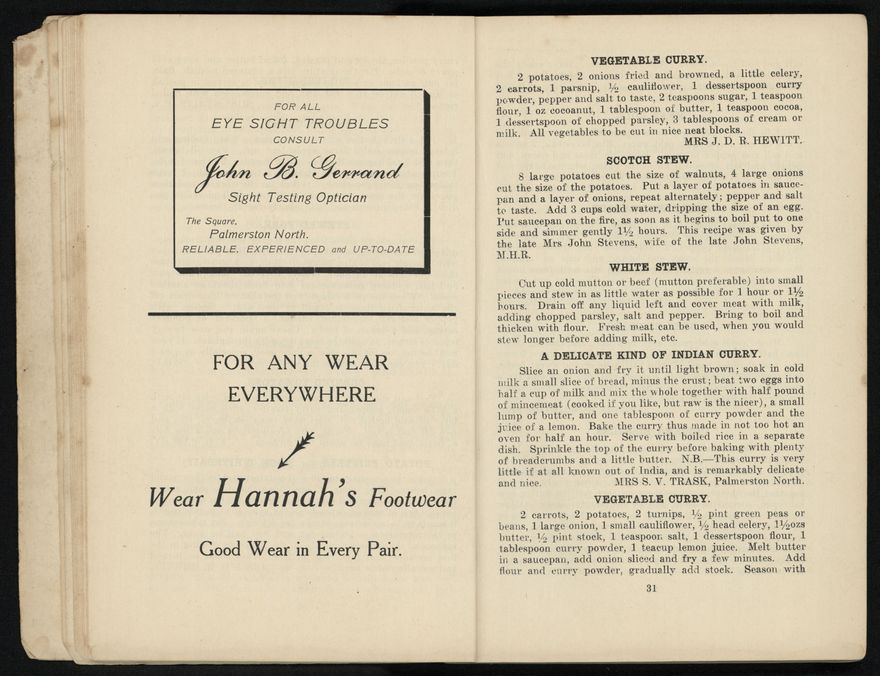 FOR ALL
EYE SIGHT TROUBLES
CONSULT
John B. Gerrand
Sight Testing Optician
The Square,
Palmerston North.
RELIABLE, EXPERIENCED and UP-TO-DATE
FOR ANY WEAR
EVERYWHERE
Wear Hannah's Footwear
Good Wear in Every Pair.
VEGETABLE CURRY.
2 potatoes, 2 onions fried and browned, a little celery,
2 carrots, 1 parsnip, ½ cauliflower, 1 dessertspoon curry
powder, pepper and salt to taste, 2 teaspoons sugar, 1 teaspoon
flour, 1 oz cocoanut, 1 tablespoon of butter, 1 teaspoon cocoa,
1 dessertspoon of chopped parsley, 3 tablespoons of cream or
milk. All vegetables to be cut in nice neat blocks.
MRS J. D. R. HEWITT.
SCOTCH STEW.
8 large potatoes cut the size of walnuts, 4 large onions
cut the size of the potatoes. Put a layer of potatoes in sauce-
pan and a layer of onions, repeat alternately; pepper and salt
to taste. Add 3 cups cold water, dripping the size of an egg.
Put saucepan on the fire, as soon as it begins to boil put to one
side and simmer gently 1½ hours. This recipe was given by
the late Mrs John Stevens, wife of the late John Stevens,
M.H.R.
WHITE STEW.
Cut up cold mutton or beef (mutton preferable) into small
pieces and stew in as little water as possible for 1 hour or 1½
hours. Drain off any liquid left and cover meat with milk,
adding chopped parsley, salt and pepper. Bring to boil and
thicken with flour. Fresh meat can be used, when you would
stew longer before adding milk, etc.
A DELICATE KIND OF INDIAN CURRY.
Slice an onion and fry it until light brown; soak in cold
milk a small slice of bread, minus the crust; beat two eggs into
half a cup of milk and mix the whole together with half pound
of mincemeat (cooked if you like, but raw is the nicer), a small
lump of butter, and one tablespoon of curry powder and the
juice of a lemon. Bake the curry thus made in not too hot an
oven for half an hour. Serve with boiled rice in a separate
dish. Sprinkle the top of the curry before baking with plenty
of breadcrumbs and a little butter. N.B.—This curry is very
little if at all known out of India, and is remarkably delicate
and nice. MRS S. V. TRASK, Palmerston North.
VEGETABLE CURRY.
2 carrots, 2 potatoes, 2 turnips, ½ pint green peas or
beans, 1 large onion, 1 small cauliflower, ½ head celery, 1½ozs
butter, ½ pint stock, 1 teaspoon salt, 1 dessertspoon flour, 1
tablespoon curry powder, 1 teacup lemon juice. Melt butter
in a saucepan, add onion sliced and fry a few minutes. Add
flour and curry powder, gradually add stock. Season with
31